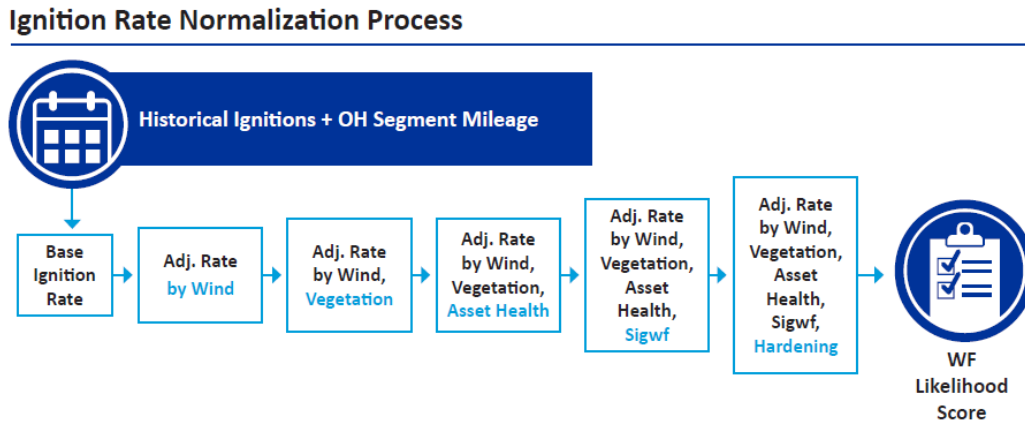 Ignition Rate Normalization Process
Historical Ignitions + OH Segment Mileage
Base
Ignition
Rate
Adj. Rate
by Wind
Adj. Rate
by Wind,
Vegetation
Adj. Rate
by Wind,
Vegetation,
Asset Health
Adj. Rate
by Wind,
Vegetation,
Asset
Health,
Sigwf
Adj. Rate
by Wind,
Vegetation,
Asset
Health,
Sigwf,
Hardening
WF
Likelihood
Score